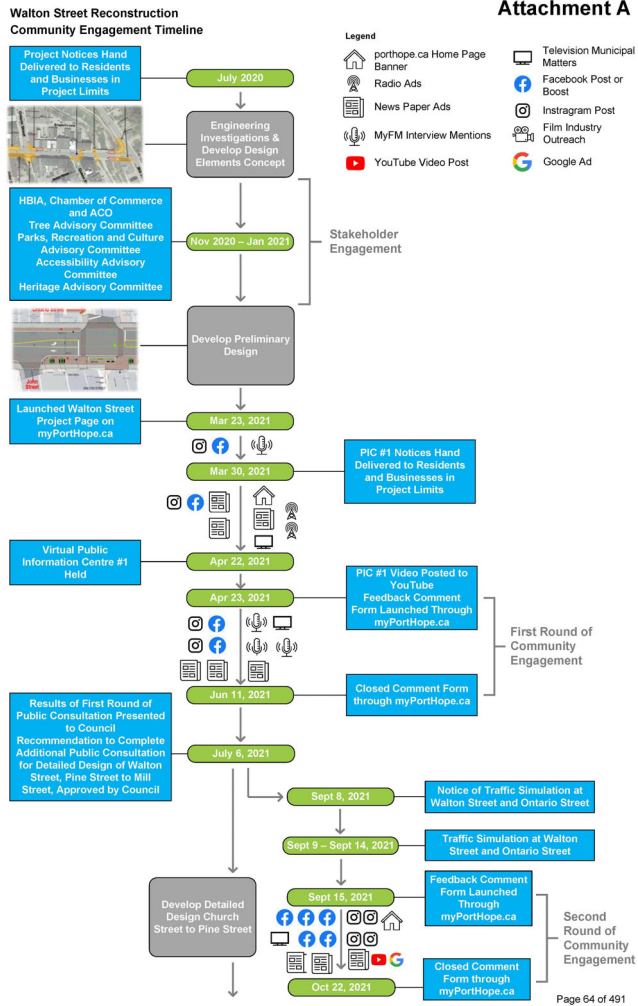 Walton Street Reconstruction
Community Engagement Timeline
Attachment A
Legend
porthope.ca Home Page
Banner
Radio Ads
News Paper Ads
MyFM Interview Mentions
YouTube Video Post
Television Municipal
Matters
Facebook Post or
Boost
Instragram Post
Film Industry
Outreach
Google Ad
Project Notices Hand
Delivered to Residents
and Businesses in
Project Limits
July 2020
Engineering
Investigations &
Develop Design
Elements Concept
HBIA, Chamber of Commerce
and ACO
Tree Advisory Committee
Parks, Recreation and Culture
Advisory Committee
Accessibility Advisory
Committee
Heritage Advisory Committee
Nov 2020 – Jan 2021
Stakeholder
Engagement
John
Street
Develop Preliminary
Design
Launched Walton Street
Project Page on
myPortHope.ca
Mar 23, 2021
Mar 30, 2021
PIC #1 Notices Hand
Delivered to Residents
and Businesses in
Project Limits
Virtual Public
Information Centre #1
Held
Apr 22, 2021
Apr 23, 2021
PIC #1 Video Posted to
YouTube
Feedback Comment
Form Launched Through
myPortHope.ca
First Round of
Community
Engagement
Jun 11, 2021
Closed Comment Form
through myPortHope.ca
Results of First Round of
Public Consultation Presented
to Council
Recommendation to Complete
Additional Public Consultation
for Detailed Design of Walton
Street, Pine Street to Mill
Street, Approved by Council
July 6, 2021
Sept 8, 2021
Notice of Traffic Simulation at
Walton Street and Ontario Street
Sept 9 – Sept 14, 2021
Traffic Simulation at Walton
Street and Ontario Street
Develop Detailed
Design Church
Street to Pine Street
Sept 15, 2021
Feedback Comment
Form Launched
Through
myPortHope.ca
Second
Round of
Community
Engagement
Oct 22, 2021
Closed Comment
Form through
myPortHope.ca
Page 64 of 491